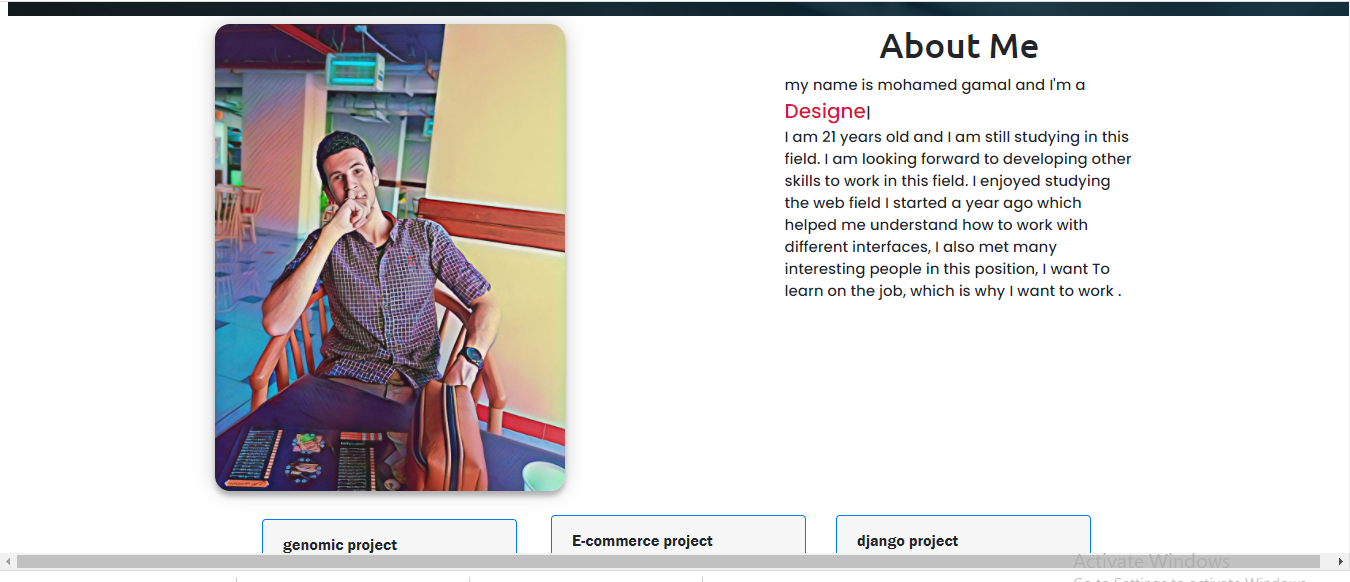 About Me
my name is mohamed gamal and I'm a
Designe|
I am 21 years old and I am still studying in this
field. I am looking forward to developing other
skills to work in this field. I enjoyed studying
the web field I started a year ago which
helped me understand how to work with
different interfaces, I also met many
interesting people in this position, I want To
learn on the job, which is why I want to work .
genomic project
E-commerce project
django project
Activate Windows
Go to Settings to activate Windows.